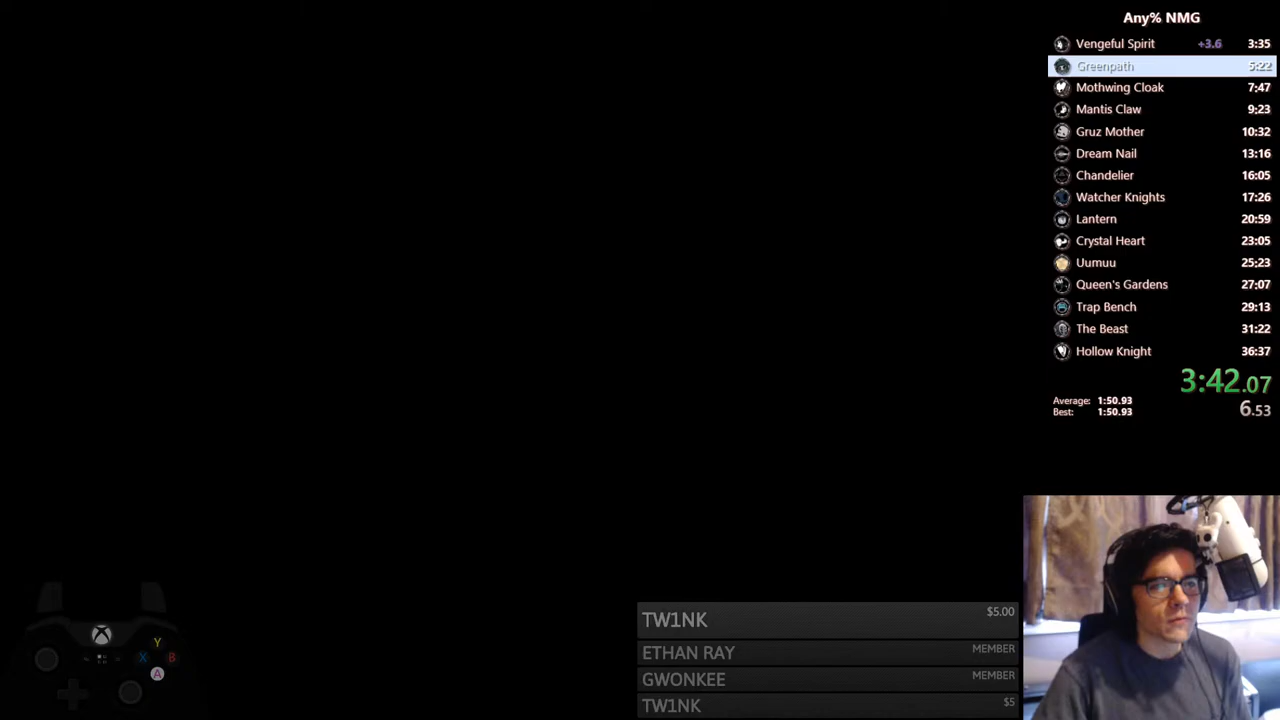 Any% NMG
Vengeful Spirit +3.6 3:35
Greenpath 5:22
Mothwing Cloak 7:47
Mantis Claw 9:23
Gruz Mother 10:32
Dream Nail 13:16
Chandelier 16:05
Watcher Knights 17:26
Lantern 20:59
Crystal Heart 23:05
Uumuu 25:23
Queen's Gardens 27:07
Trap Bench 29:13
The Beast 31:22
Hollow Knight 36:37
3:42.07
Average: 1:50.93
Best: 1:50.93
6.53
Y
X B
A
TW1NK $5.00
ETHAN RAY MEMBER
GWONKEE MEMBER
TW1NK $5